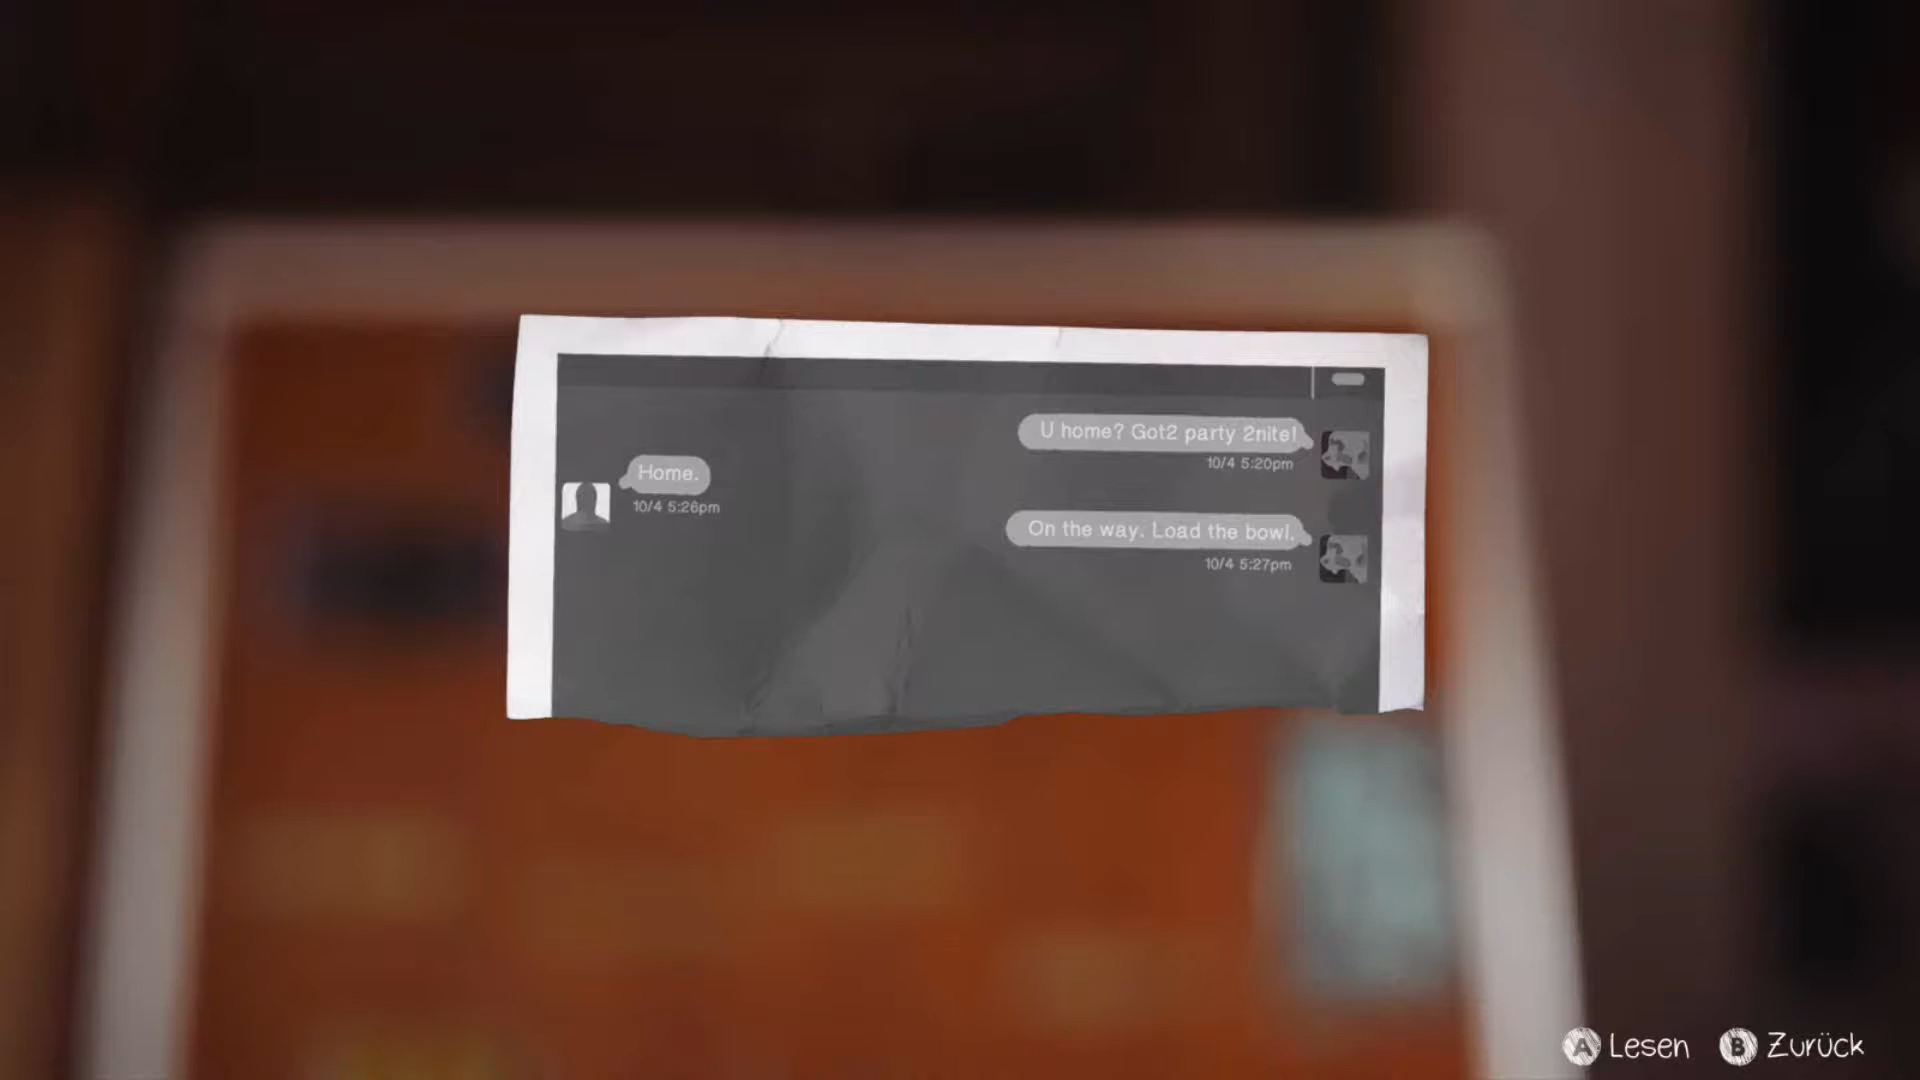 U home? Got2 party 2nite!
10/4 5:20pm
Home.
10/4 5:26pm
On the way. Load the bowl.
10/4 5:27pm
A Lesen B Zurück